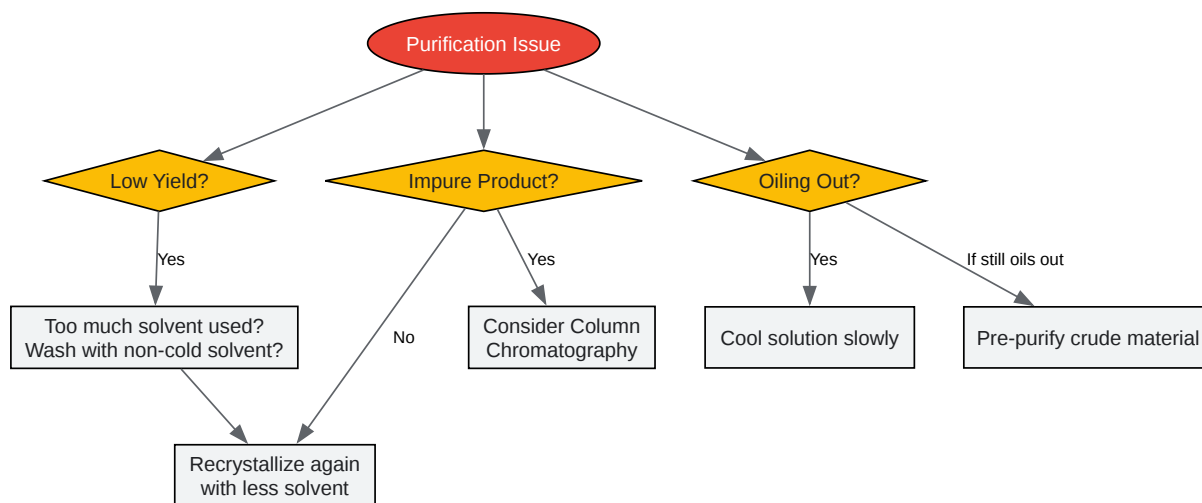 Purification Issue
Low Yield?
Impure Product?
Oiling Out?
Yes
Yes
Yes
If still oils out
Too much solvent used?
Wash with non-cold solvent?
No
Consider Column
Chromatography
Cool solution slowly
Pre-purify crude material
Recrystallize again
with less solvent